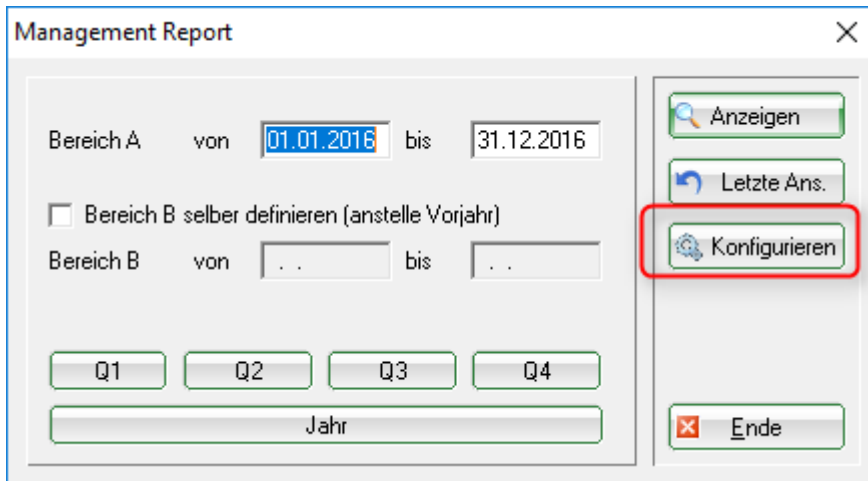 Management Report
Bereich A von 01.01.2016 bis 31.12.2016
Bereich B selber definieren (anstelle Vorjahr)
Bereich B von . . bis . .
Q1 Q2 Q3 Q4
Jahr
Anzeigen
Letzte Ans.
Konfigurieren
Ende